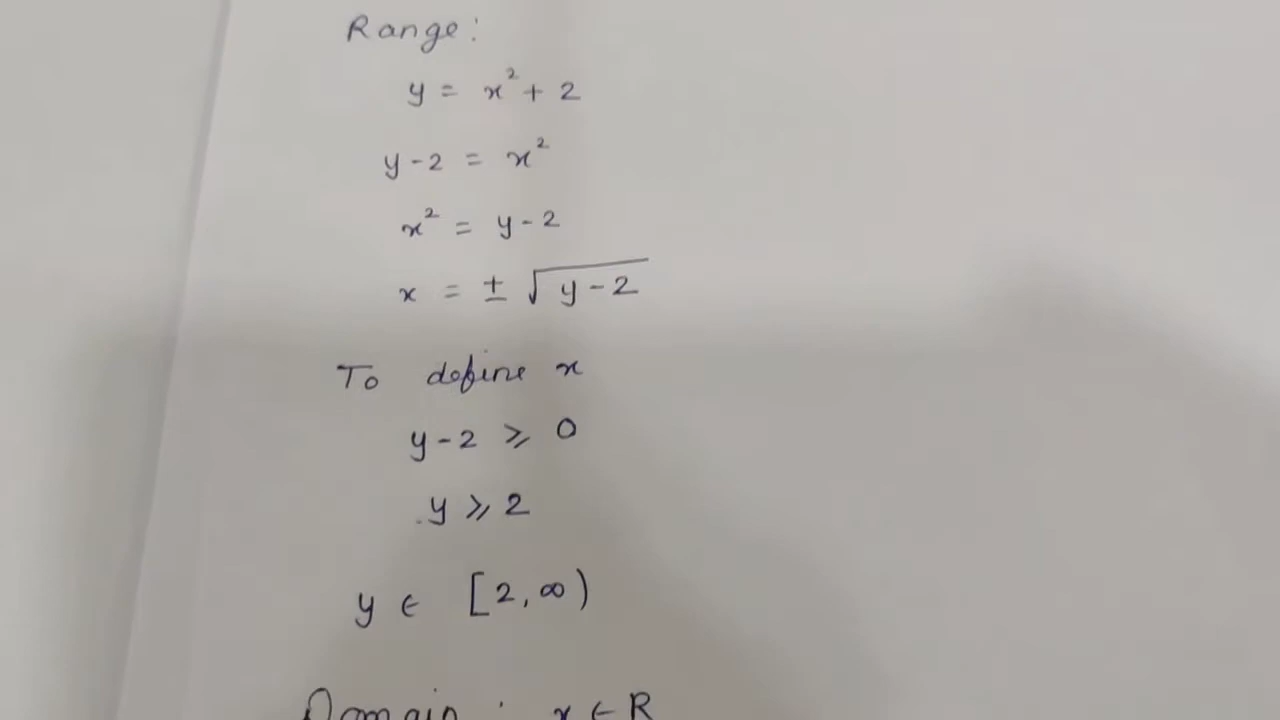 Range:
y = x² + 2
y - 2 = x²
x² = y - 2
x = ± √(y - 2)
To define x
y - 2 ⩾ 0
y ⩾ 2
y ∈ [2, ∞)
Domain : x ∈ R